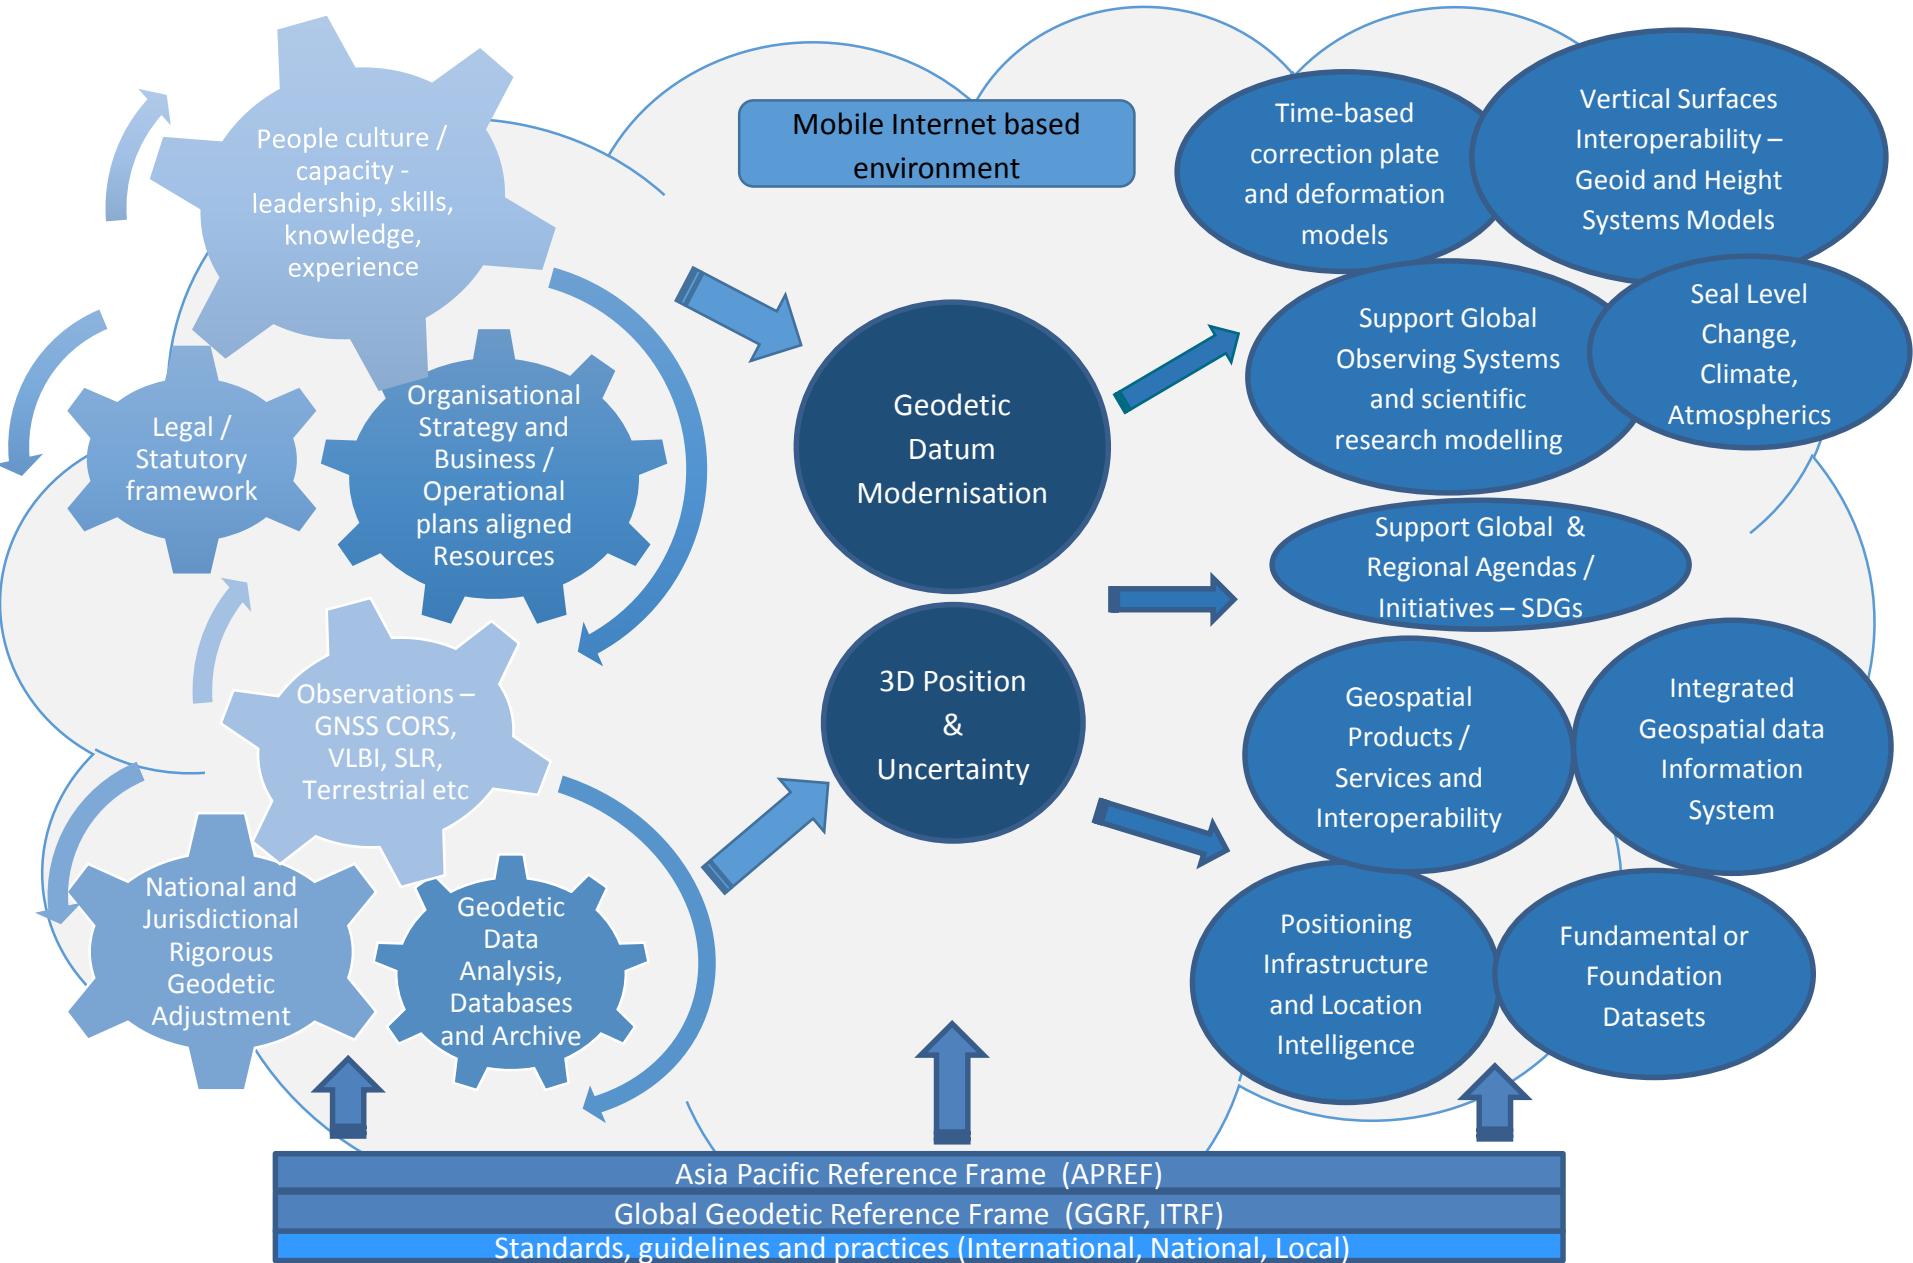 People culture /
capacity -
leadership, skills,
knowledge,
experience
Legal /
Statutory
framework
Organisational
Strategy and
Business /
Operational
plans aligned
Resources
Observations –
GNSS CORS,
VLBI, SLR,
Terrestrial etc
National and
Jurisdictional
Rigorous
Geodetic
Adjustment
Geodetic
Data
Analysis,
Databases
and Archive
Mobile Internet based
environment
Geodetic
Datum
Modernisation
3D Position
&
Uncertainty
Time-based
correction plate
and deformation
models
Vertical Surfaces
Interoperability –
Geoid and Height
Systems Models
Support Global
Observing Systems
and scientific
research modelling
Seal Level
Change,
Climate,
Atmospherics
Support Global &
Regional Agendas /
Initiatives – SDGs
Geospatial
Products /
Services and
Interoperability
Integrated
Geospatial data
Information
System
Positioning
Infrastructure
and Location
Intelligence
Fundamental or
Foundation
Datasets
Asia Pacific Reference Frame (APREF)
Global Geodetic Reference Frame (GGRF, ITRF)
Standards, guidelines and practices (International, National, Local)